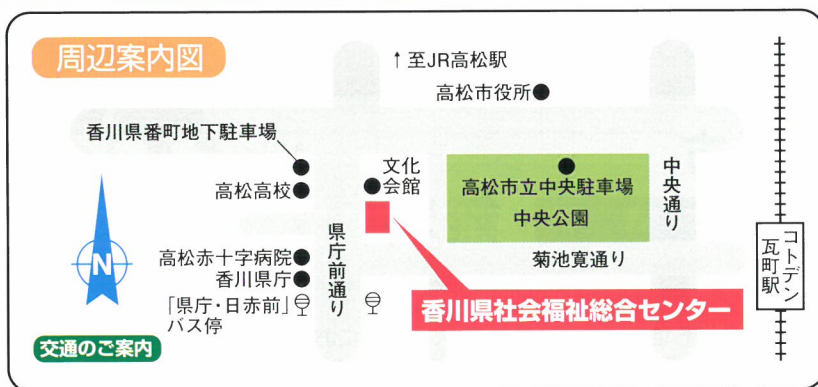 周辺案内図
↑至JR高松駅
高松市役所
香川県番町地下駐車場
高松高校
文化
会館
高松市立中央駐車場
中央公園
中央通り
高松赤十字病院
香川県庁
「県庁・日赤前」
バス停
県庁前通り
菊池寛通り
香川県社会福祉総合センター
コトデン
瓦町駅
N
交通のご案内